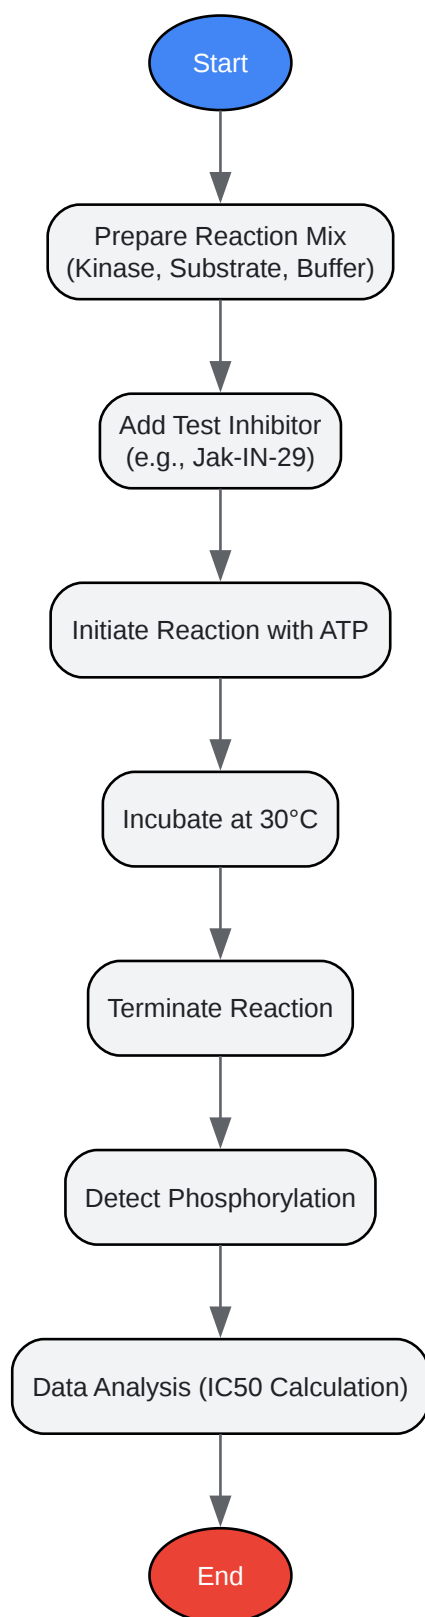 Start
Prepare Reaction Mix
(Kinase, Substrate, Buffer)
Add Test Inhibitor
(e.g., Jak-IN-29)
Initiate Reaction with ATP
Incubate at 30°C
Terminate Reaction
Detect Phosphorylation
Data Analysis (IC50 Calculation)
End